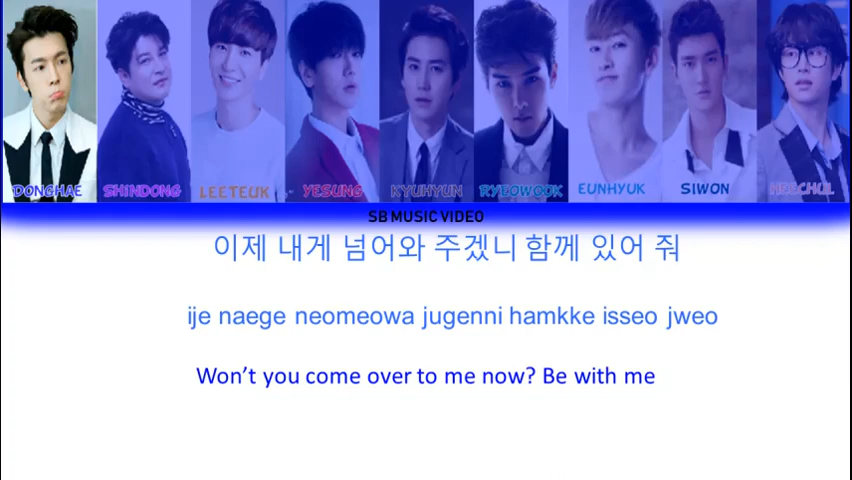 DONGHAE SHINDONG LEETEUK YESUNG KYUHYUN RYEOWOOK EUNHYUK SIWON HEECHUL
SB MUSIC VIDEO
이제 내게 넘어와 주겠니 함께 있어 줘
ije naege neomeowa jugenni hamkke isseo jweo
Won't you come over to me now? Be with me